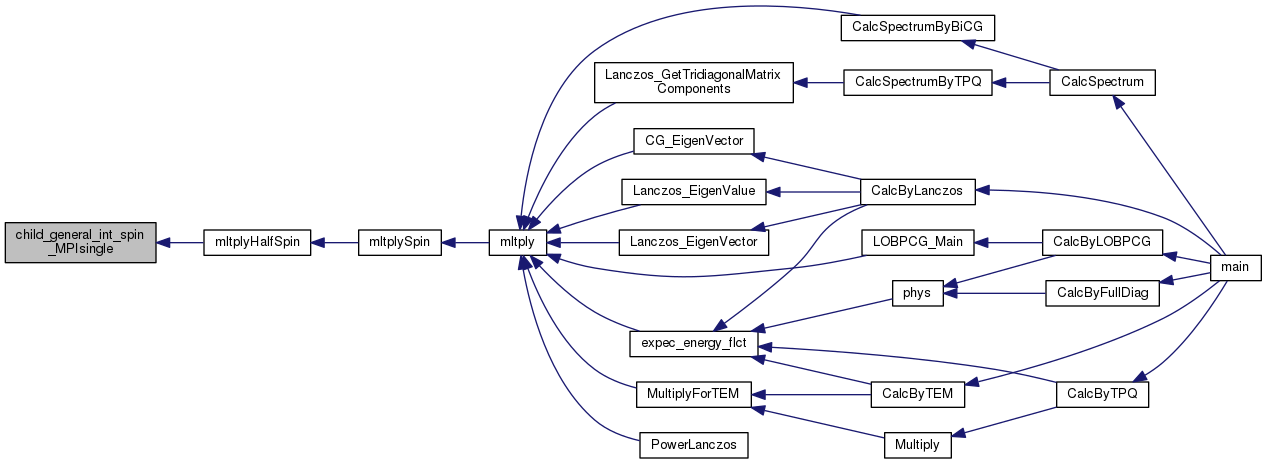 child_general_int_spin
_MPIsingle
mltplyHalfSpin
mltplySpin
mltply
CalcSpectrumByBiCG
Lanczos_GetTridiagonalMatrix
Components
CalcSpectrumByTPQ
CalcSpectrum
CG_EigenVector
Lanczos_EigenValue
CalcByLanczos
Lanczos_EigenVector
LOBPCG_Main
CalcByLOBPCG
main
phys
CalcByFullDiag
expec_energy_flct
MultiplyForTEM
CalcByTEM
CalcByTPQ
PowerLanczos
Multiply